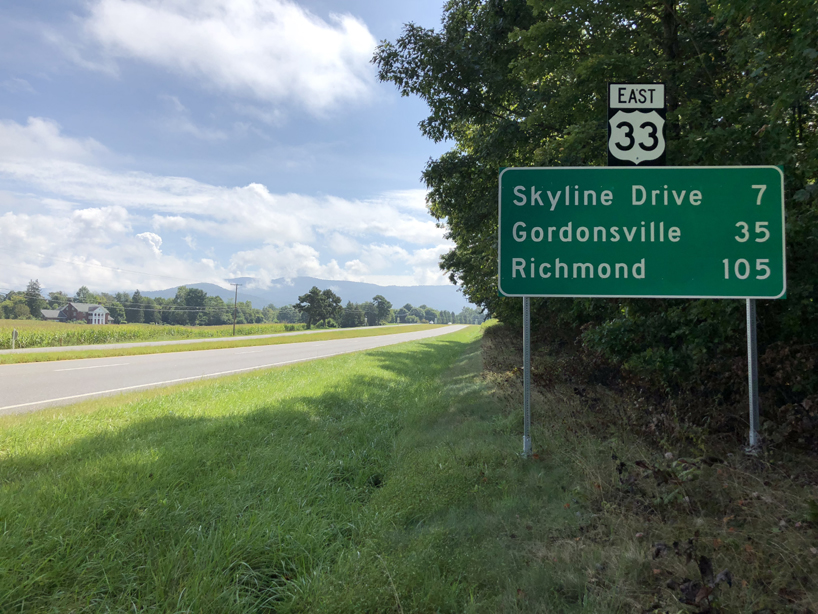 EAST
33
Skyline Drive 7
Gordonsville 35
Richmond 105